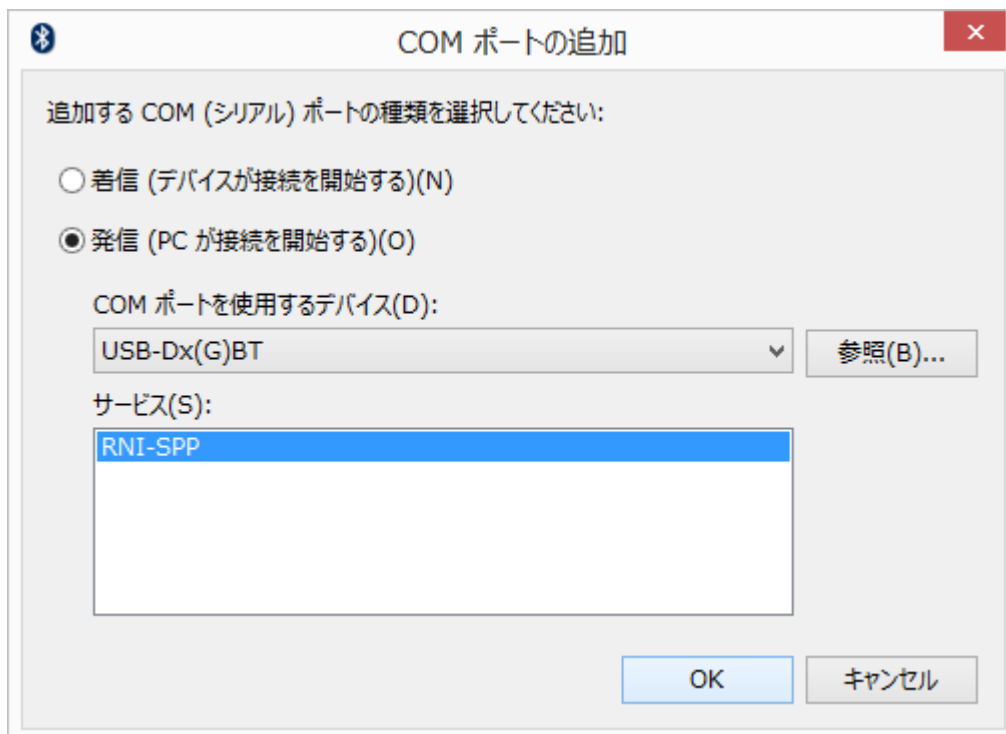 COM ポートの追加
追加する COM (シリアル) ポートの種類を選択してください:
着信 (デバイスが接続を開始する)(N)
発信 (PC が接続を開始する)(O)
COM ポートを使用するデバイス(D):
USB-Dx(G)BT
参照(B)...
サービス(S):
RNI-SPP
OK
キャンセル